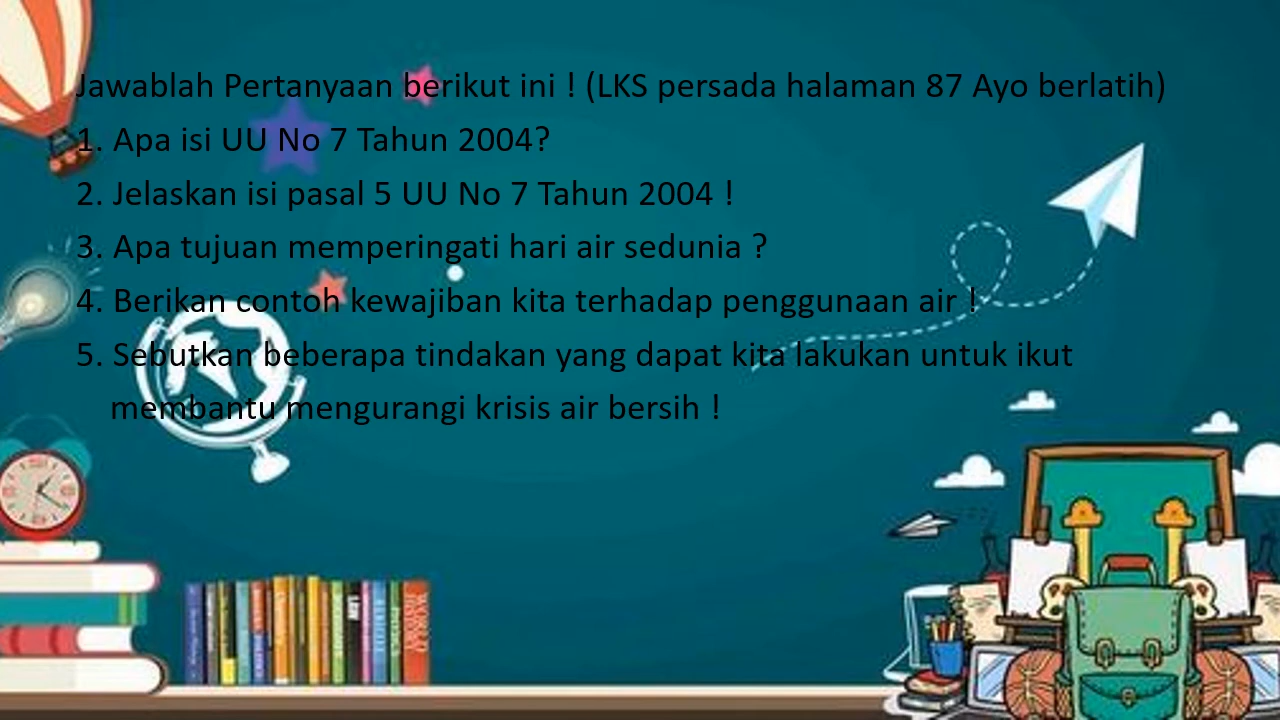 Jawablah Pertanyaan berikut ini ! (LKS persada halaman 87 Ayo berlatih)
1. Apa isi UU No 7 Tahun 2004?
2. Jelaskan isi pasal 5 UU No 7 Tahun 2004 !
3. Apa tujuan memperingati hari air sedunia ?
4. Berikan contoh kewajiban kita terhadap penggunaan air !
5. Sebutkan beberapa tindakan yang dapat kita lakukan untuk ikut
membantu mengurangi krisis air bersih !